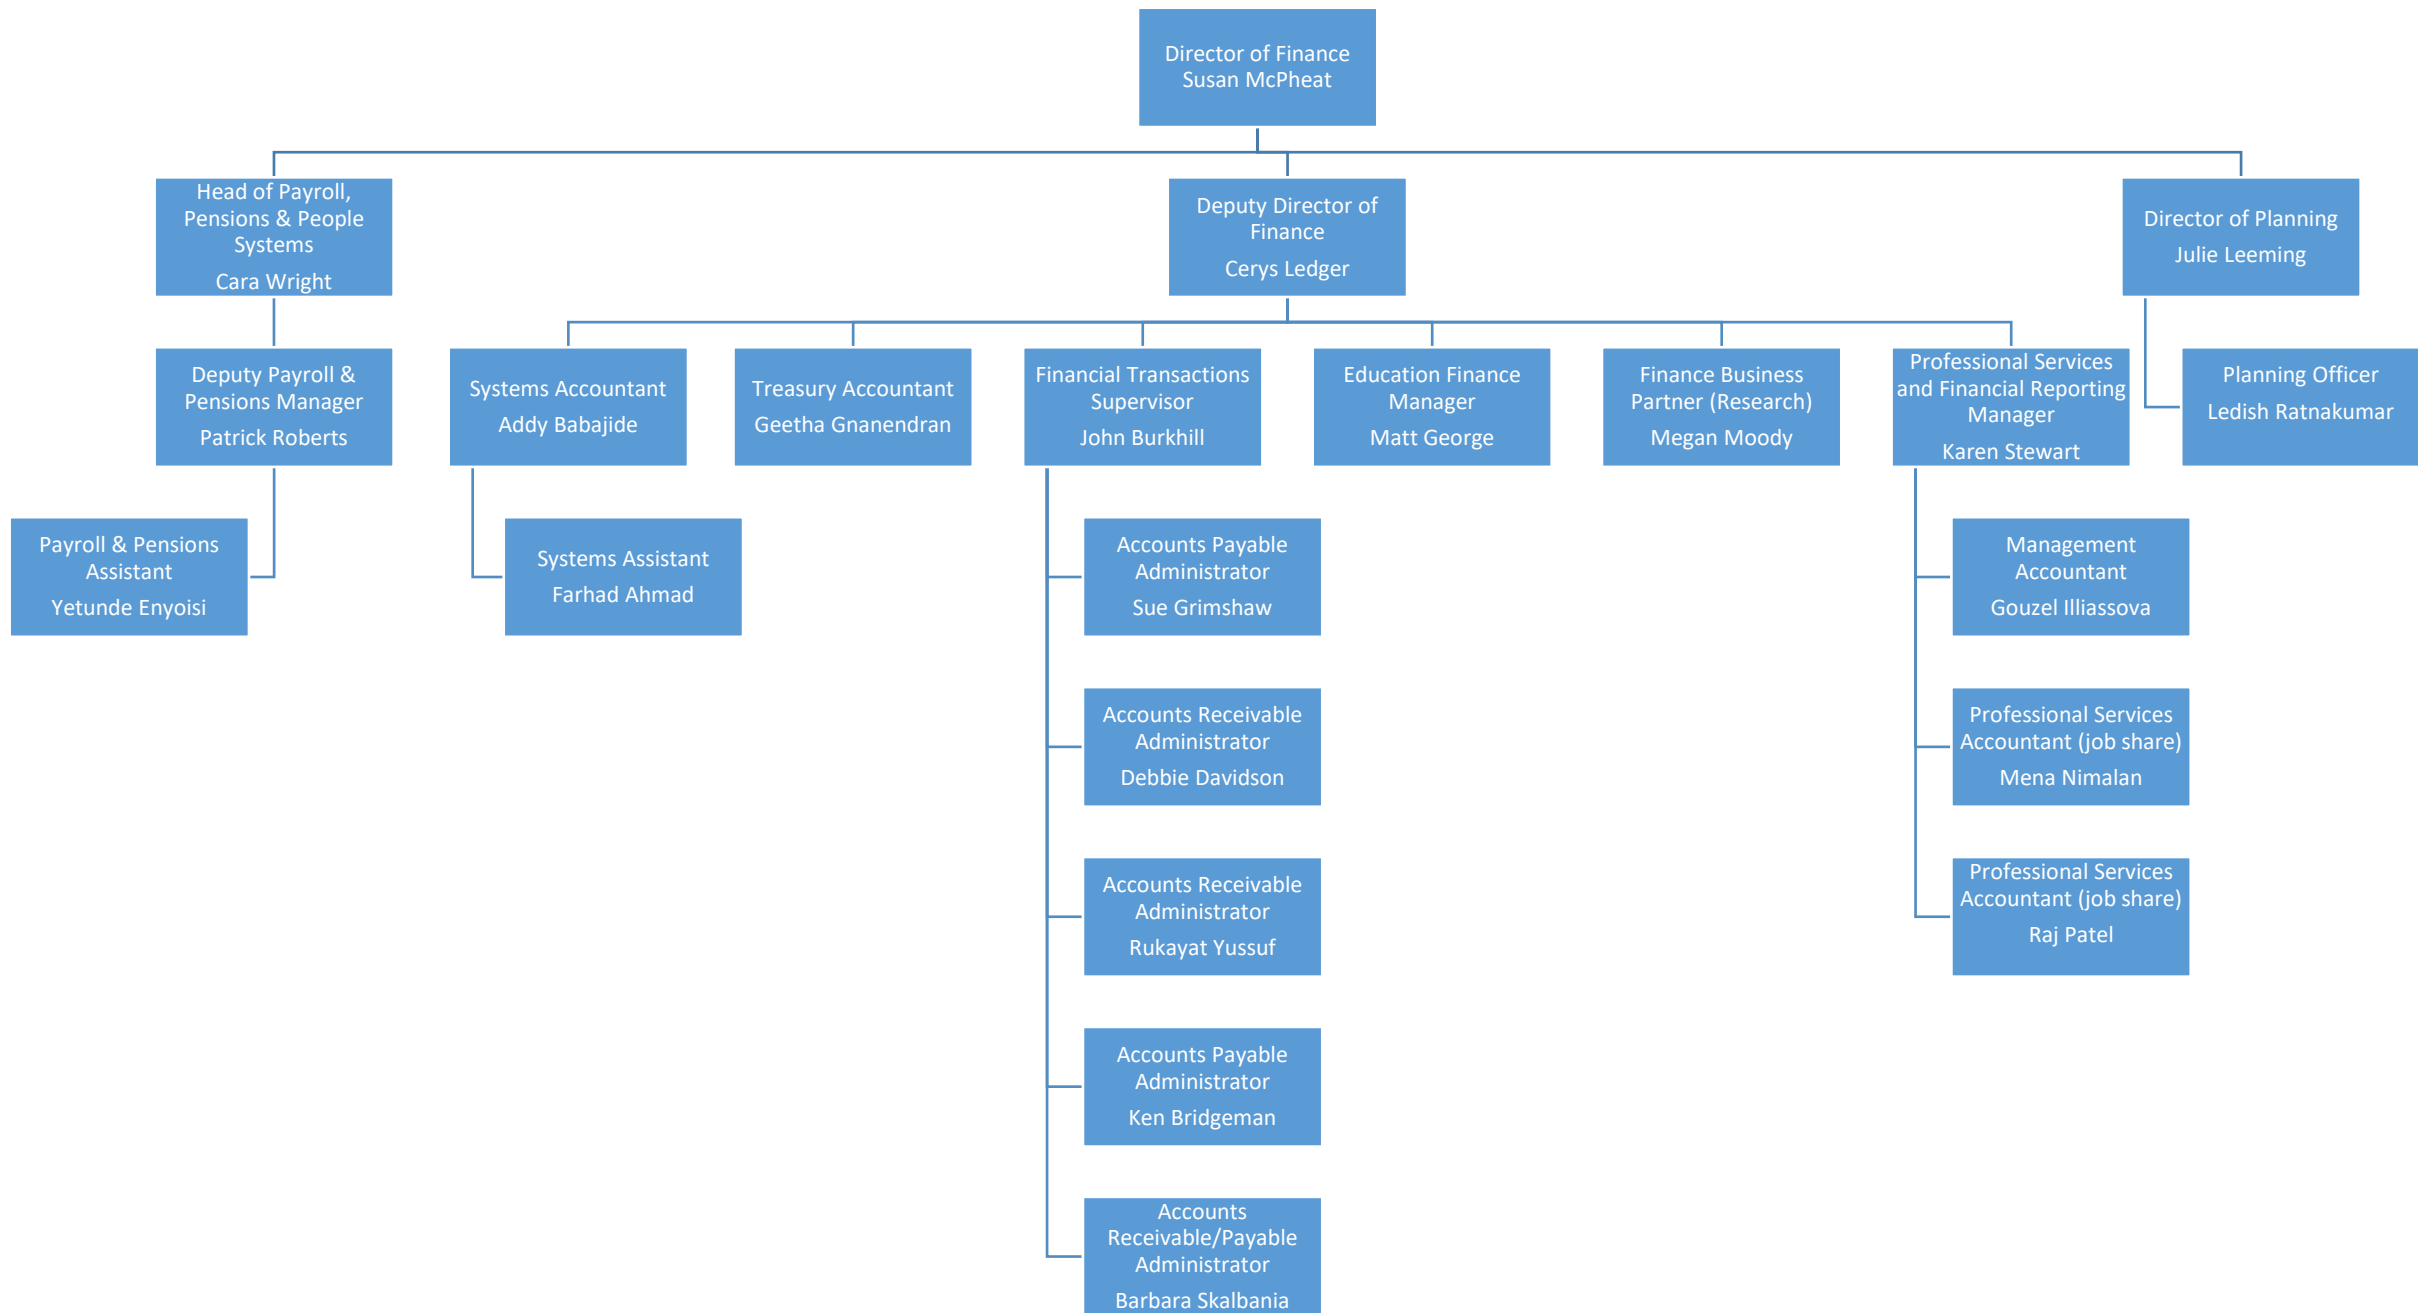 Director of Finance
Susan McPheat
Head of Payroll,
Pensions & People
Systems
Cara Wright
Deputy Director of
Finance
Cerys Ledger
Director of Planning
Julie Leeming
Deputy Payroll &
Pensions Manager
Patrick Roberts
Systems Accountant
Addy Babajide
Treasury Accountant
Geetha Gnanendran
Financial Transactions
Supervisor
John Burkhill
Education Finance
Manager
Matt George
Finance Business
Partner (Research)
Megan Moody
Professional Services
and Financial Reporting
Manager
Karen Stewart
Planning Officer
Ledish Ratnakumar
Payroll & Pensions
Assistant
Yetunde Enyoisi
Systems Assistant
Farhad Ahmad
Accounts Payable
Administrator
Sue Grimshaw
Management
Accountant
Gouzel Illiassova
Accounts Receivable
Administrator
Debbie Davidson
Professional Services
Accountant (job share)
Mena Nimalan
Accounts Receivable
Administrator
Rukayat Yussuf
Professional Services
Accountant (job share)
Raj Patel
Accounts Payable
Administrator
Ken Bridgeman
Accounts
Receivable/Payable
Administrator
Barbara Skalbania